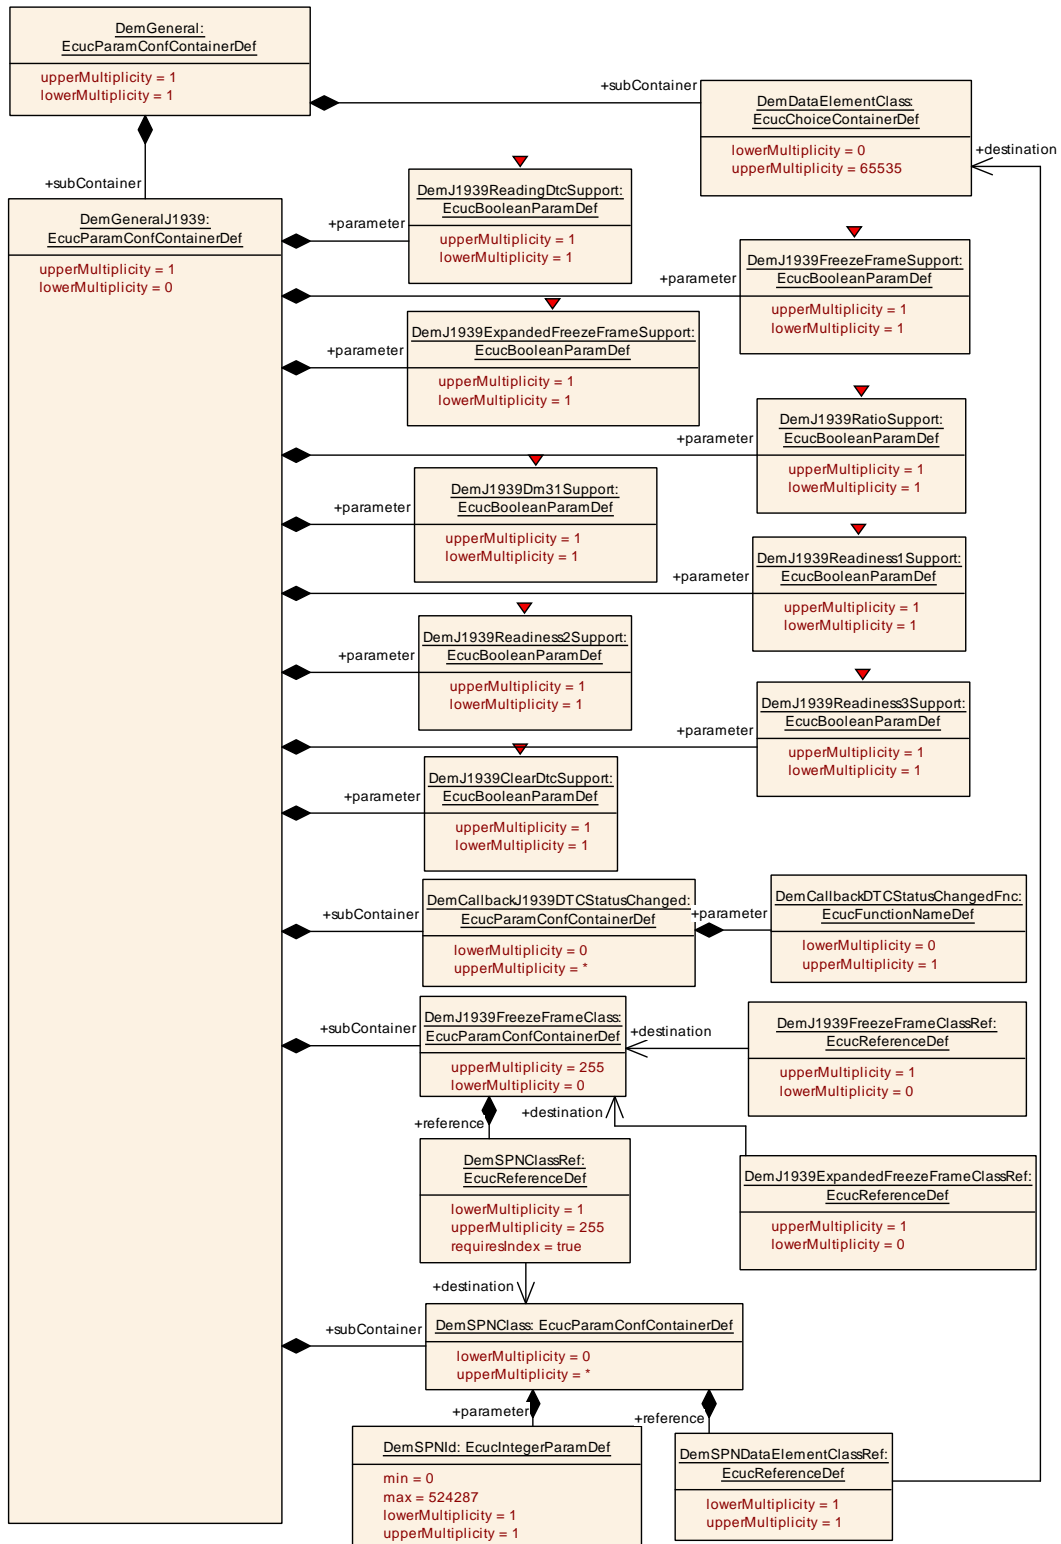 DemGeneral:
EcucParamConfContainerDef
upperMultiplicity = 1
lowerMultiplicity = 1
+subContainer
DemDataElementClass:
EcucChoiceContainerDef
lowerMultiplicity = 0
upperMultiplicity = 65535
+destination
+subContainer
DemGeneralJ1939:
EcucParamConfContainerDef
upperMultiplicity = 1
lowerMultiplicity = 0
+parameter
DemJ1939ReadingDtcSupport:
EcucBooleanParamDef
upperMultiplicity = 1
lowerMultiplicity = 1
+parameter
DemJ1939FreezeFrameSupport:
EcucBooleanParamDef
upperMultiplicity = 1
lowerMultiplicity = 1
+parameter
DemJ1939ExpandedFreezeFrameSupport:
EcucBooleanParamDef
upperMultiplicity = 1
lowerMultiplicity = 1
+parameter
DemJ1939RatioSupport:
EcucBooleanParamDef
upperMultiplicity = 1
lowerMultiplicity = 1
+parameter
DemJ1939Dm31Support:
EcucBooleanParamDef
upperMultiplicity = 1
lowerMultiplicity = 1
+parameter
DemJ1939Readiness1Support:
EcucBooleanParamDef
upperMultiplicity = 1
lowerMultiplicity = 1
+parameter
DemJ1939Readiness2Support:
EcucBooleanParamDef
upperMultiplicity = 1
lowerMultiplicity = 1
+parameter
DemJ1939Readiness3Support:
EcucBooleanParamDef
upperMultiplicity = 1
lowerMultiplicity = 1
+parameter
DemJ1939ClearDtcSupport:
EcucBooleanParamDef
upperMultiplicity = 1
lowerMultiplicity = 1
+subContainer
DemCallbackJ1939DTCStatusChanged:
EcucParamConfContainerDef
lowerMultiplicity = 0
upperMultiplicity = *
+parameter
DemCallbackDTCStatusChangedFnc:
EcucFunctionNameDef
lowerMultiplicity = 0
upperMultiplicity = 1
+subContainer
DemJ1939FreezeFrameClass:
EcucParamConfContainerDef
upperMultiplicity = 255
lowerMultiplicity = 0
+destination
DemJ1939FreezeFrameClassRef:
EcucReferenceDef
upperMultiplicity = 1
lowerMultiplicity = 0
+reference
+destination
DemSPNClassRef:
EcucReferenceDef
lowerMultiplicity = 1
upperMultiplicity = 255
requiresIndex = true
DemJ1939ExpandedFreezeFrameClassRef:
EcucReferenceDef
upperMultiplicity = 1
lowerMultiplicity = 0
+destination
+subContainer
DemSPNClass: EcucParamConfContainerDef
lowerMultiplicity = 0
upperMultiplicity = *
+parameter
+reference
DemSPNId: EcucIntegerParamDef
min = 0
max = 524287
lowerMultiplicity = 1
upperMultiplicity = 1
DemSPNDataElementClassRef:
EcucReferenceDef
lowerMultiplicity = 1
upperMultiplicity = 1